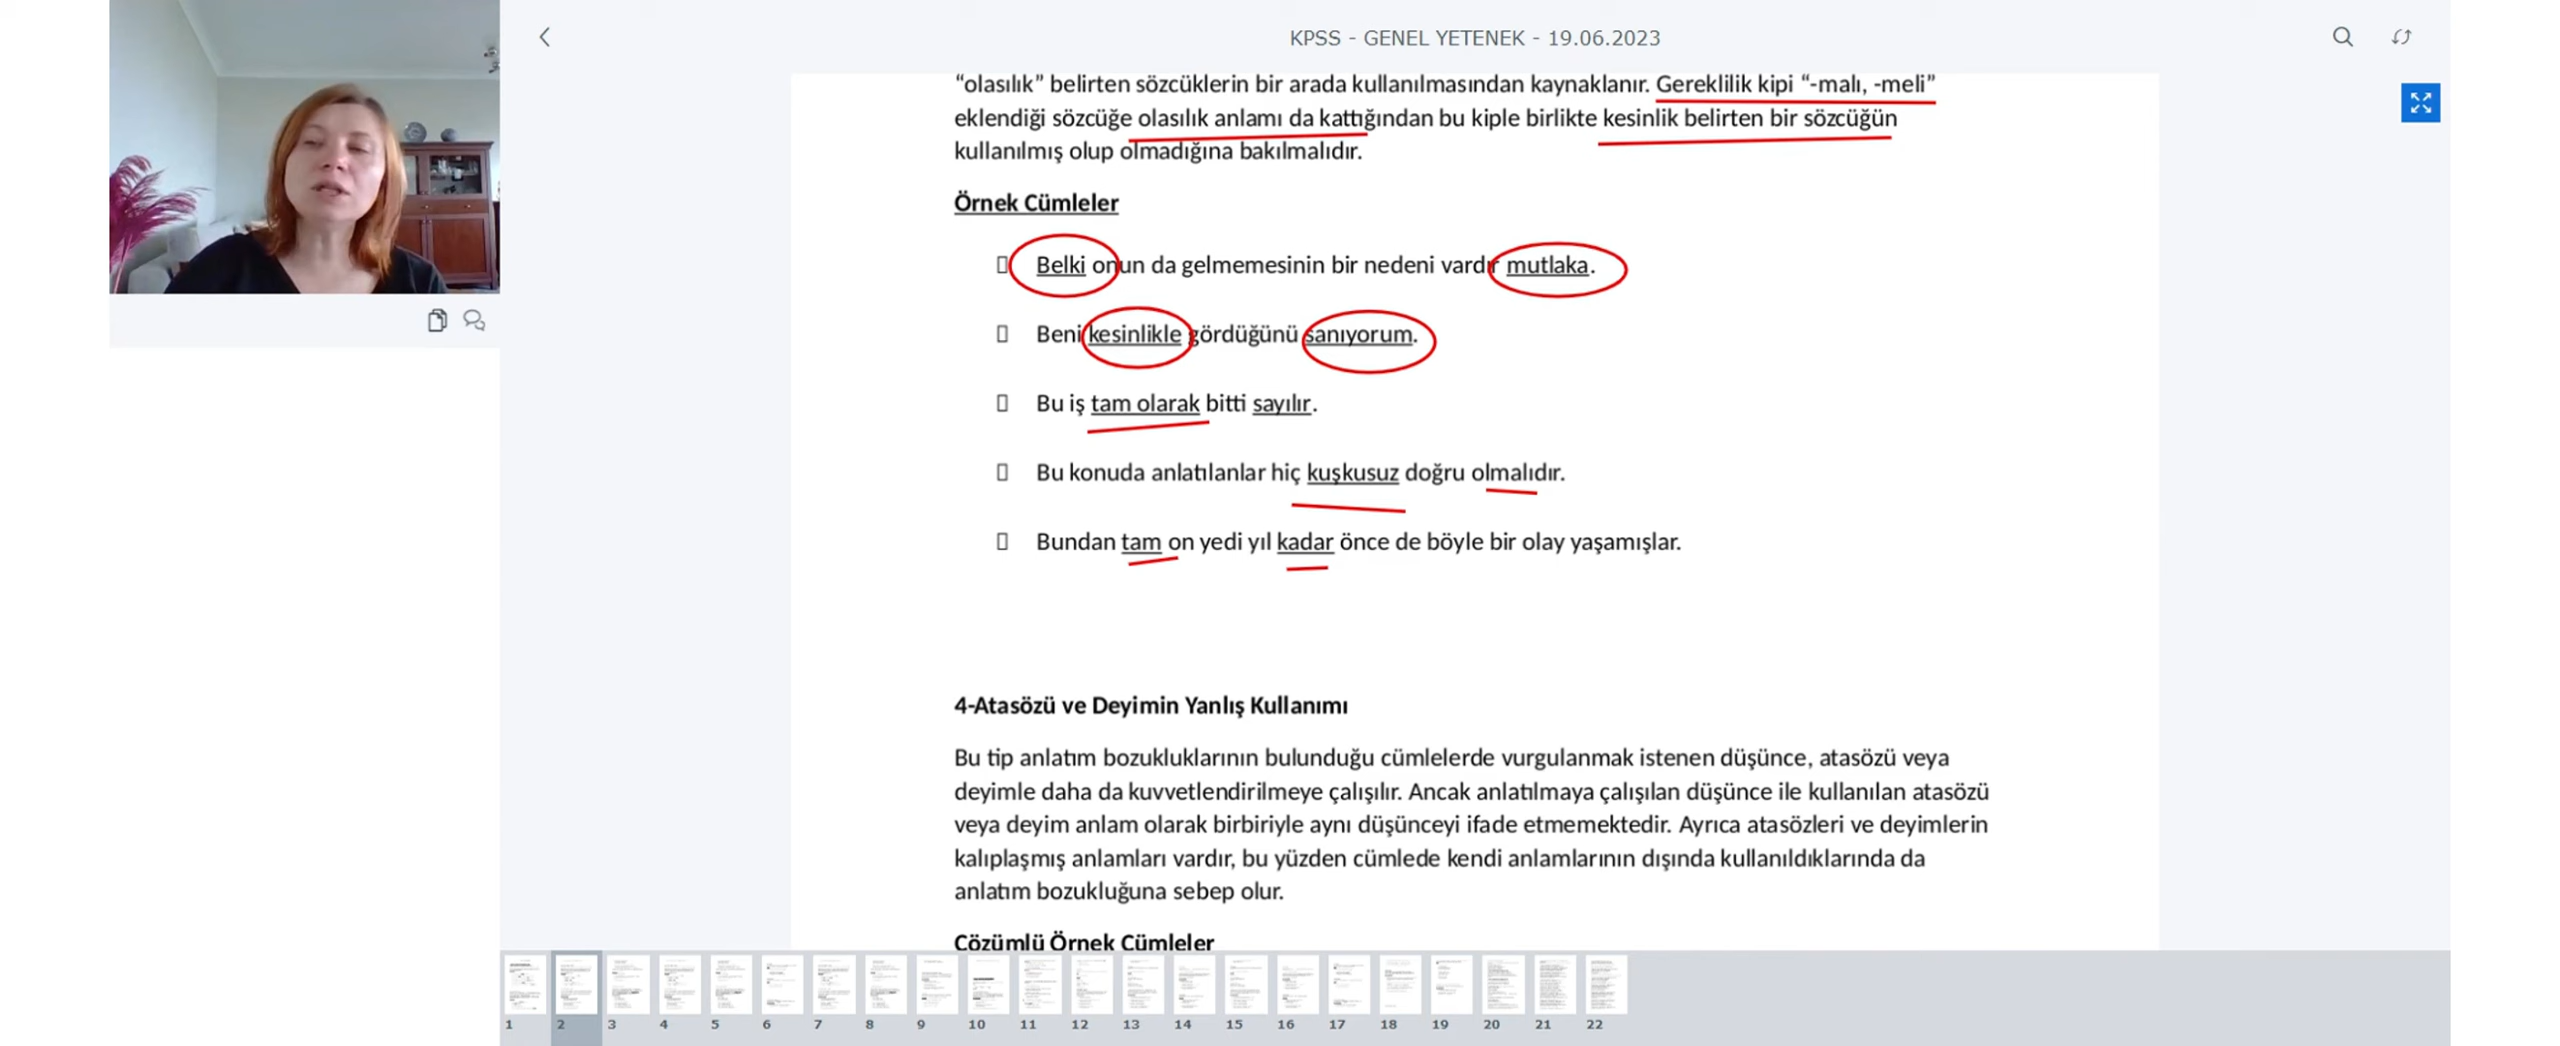 KPSS - GENEL YETENEK - 19.06.2023
“olasılık” belirten sözcüklerin bir arada kullanılmasından kaynaklanır. Gereklilik kipi “-malı, -meli”
eklendiği sözcüğe olasılık anlamı da kattığından bu kiple birlikte kesinlik belirten bir sözcüğün
kullanılmış olup olmadığına bakılmalıdır.
Örnek Cümleler
Belki onun da gelmemesinin bir nedeni vardır mutlaka.
Beni kesinlikle gördüğünü sanıyorum.
Bu iş tam olarak bitti sayılır.
Bu konuda anlatılanlar hiç kuşkusuz doğru olmalıdır.
Bundan tam on yedi yıl kadar önce de böyle bir olay yaşamışlar.
4-Atasözü ve Deyimin Yanlış Kullanımı
Bu tip anlatım bozukluklarının bulunduğu cümlelerde vurgulanmak istenen düşünce, atasözü veya
deyimle daha da kuvvetlendirilmeye çalışılır. Ancak anlatılmaya çalışılan düşünce ile kullanılan atasözü
veya deyim anlam olarak birbiriyle aynı düşünceyi ifade etmemektedir. Ayrıca atasözleri ve deyimlerin
kalıplaşmış anlamları vardır, bu yüzden cümlede kendi anlamlarının dışında kullanıldıklarında da
anlatım bozukluğuna sebep olur.
Çözümlü Örnek Cümleler
1 2 3 4 5 6 7 8 9 10 11 12 13 14 15 16 17 18 19 20 21 22